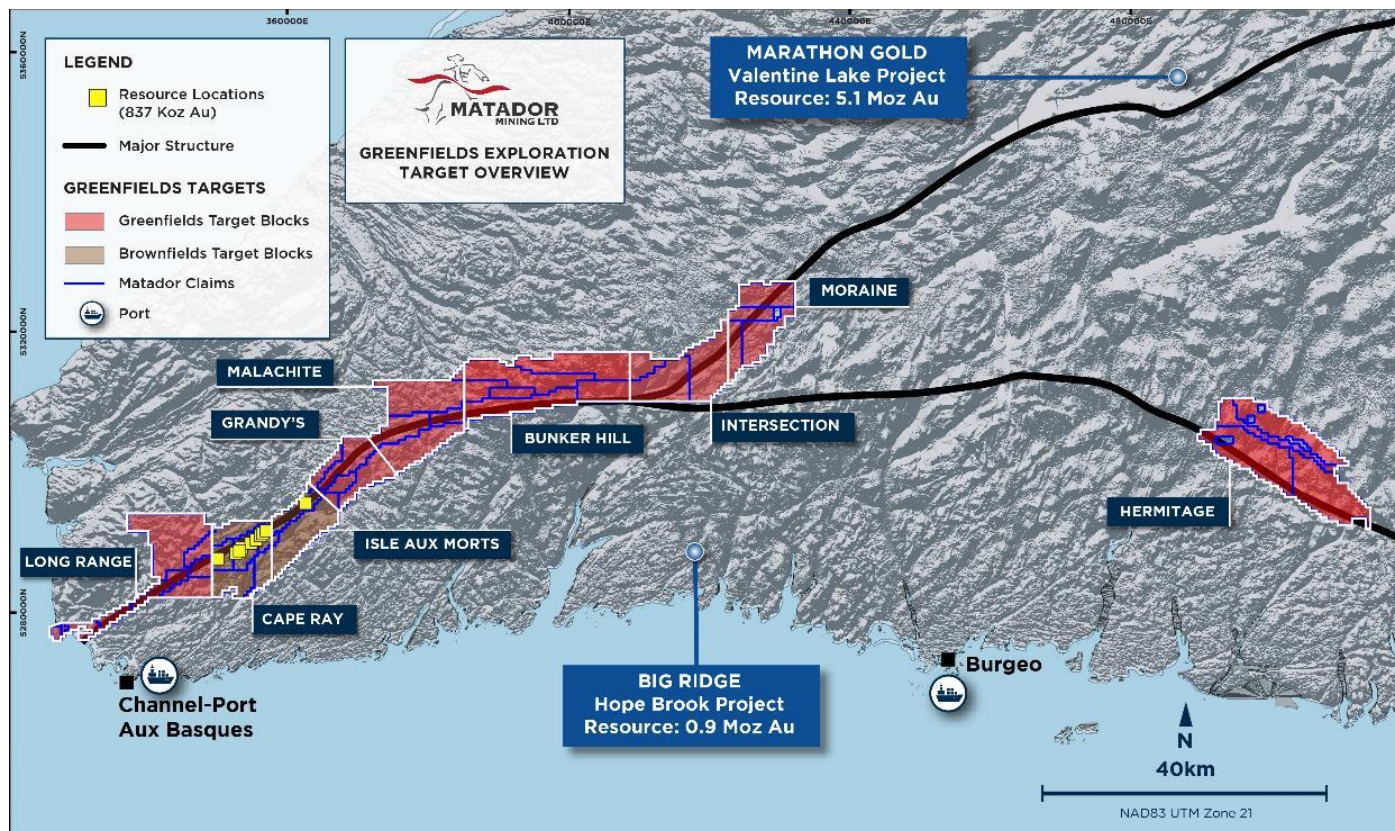 360000E
400000E
440000E
480000E
5360000N
5320000N
5280000N
LEGEND
Resource Locations
(837 Koz Au)
Major Structure
GREENFIELDS TARGETS
Greenfields Target Blocks
Brownfields Target Blocks
Matador Claims
Port
MATADOR
MINING LTD
GREENFIELDS EXPLORATION
TARGET OVERVIEW
MARATHON GOLD
Valentine Lake Project
Resource: 5.1 Moz Au
MORAINE
MALACHITE
GRANDY'S
BUNKER HILL
INTERSECTION
HERMITAGE
ISLE AUX MORTS
LONG RANGE
CAPE RAY
Channel-Port
Aux Basques
BIG RIDGE
Hope Brook Project
Resource: 0.9 Moz Au
Burgeo
N
40km
NAD83 UTM Zone 21